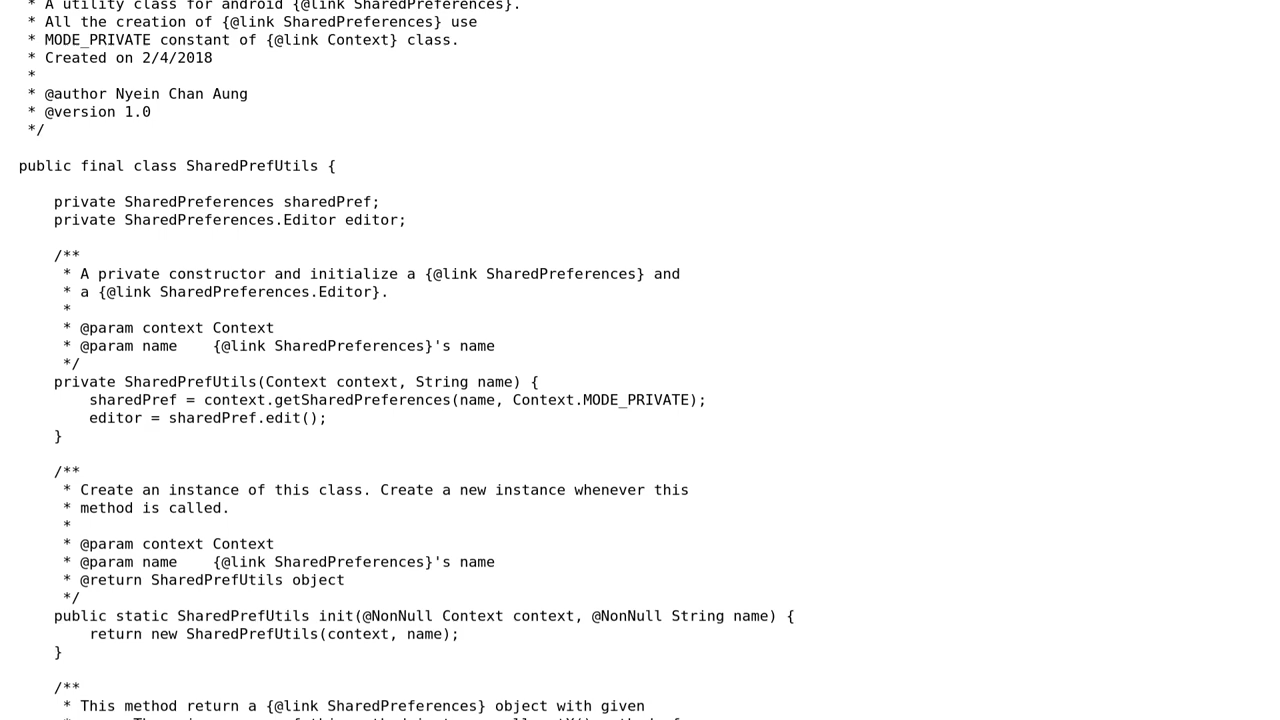 * A utility class for android {@link SharedPreferences}.
 * All the creation of {@link SharedPreferences} use
 * MODE_PRIVATE constant of {@link Context} class.
 * Created on 2/4/2018
 *
 * @author Nyein Chan Aung
 * @version 1.0
 */

public final class SharedPrefUtils {

    private SharedPreferences sharedPref;
    private SharedPreferences.Editor editor;

    /**
     * A private constructor and initialize a {@link SharedPreferences} and
     * a {@link SharedPreferences.Editor}.
     *
     * @param context Context
     * @param name    {@link SharedPreferences}'s name
     */
    private SharedPrefUtils(Context context, String name) {
        sharedPref = context.getSharedPreferences(name, Context.MODE_PRIVATE);
        editor = sharedPref.edit();
    }

    /**
     * Create an instance of this class. Create a new instance whenever this
     * method is called.
     *
     * @param context Context
     * @param name    {@link SharedPreferences}'s name
     * @return SharedPrefUtils object
     */
    public static SharedPrefUtils init(@NonNull Context context, @NonNull String name) {
        return new SharedPrefUtils(context, name);
    }

    /**
     * This method return a {@link SharedPreferences} object with given